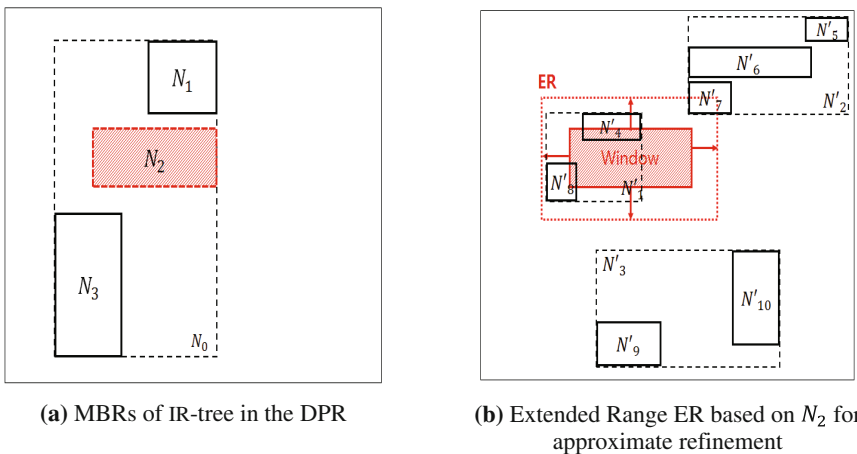 N₁
N₂
N₃
N₀
(a) MBRs of IR-tree in the DPR
N'₅
N'₆
N'₇
N'₂
ER
N'₄
Window
N'₈
N'₁
N'₃
N'₁₀
N'₉
(b) Extended Range ER based on N₂ for
approximate refinement